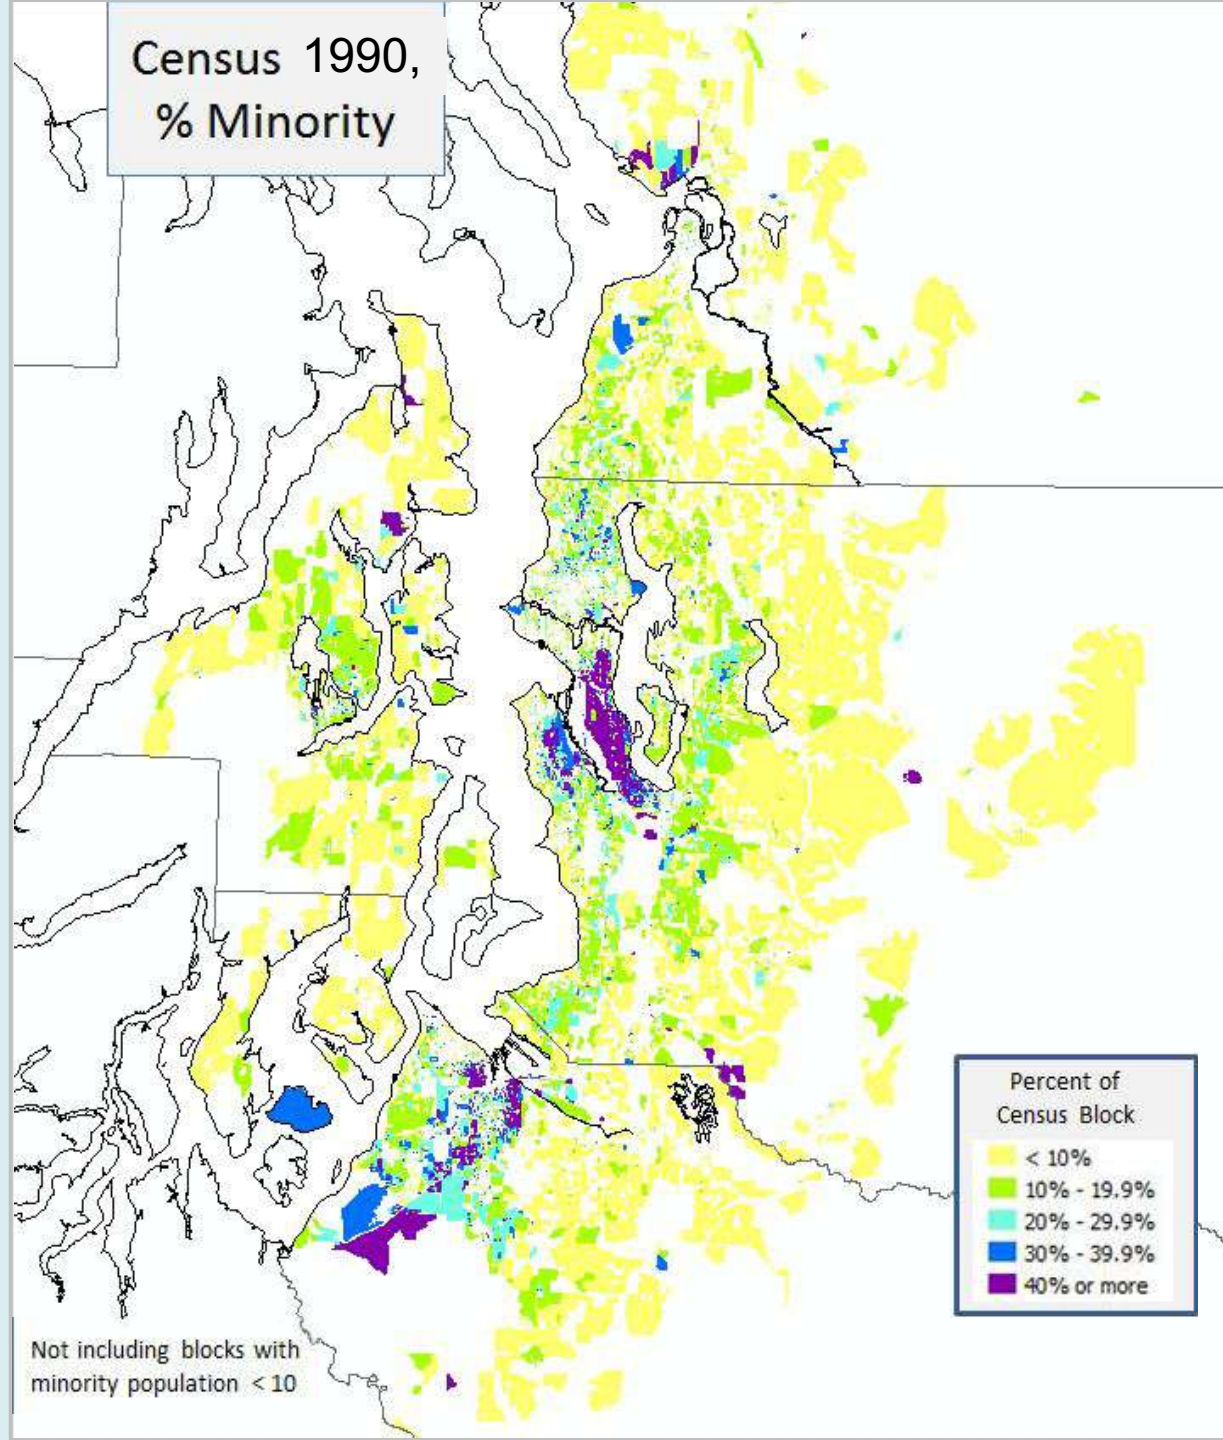 Census 1990,
% Minority
Percent of
Census Block
< 10%
10% - 19.9%
20% - 29.9%
30% - 39.9%
40% or more
Not including blocks with
minority population < 10